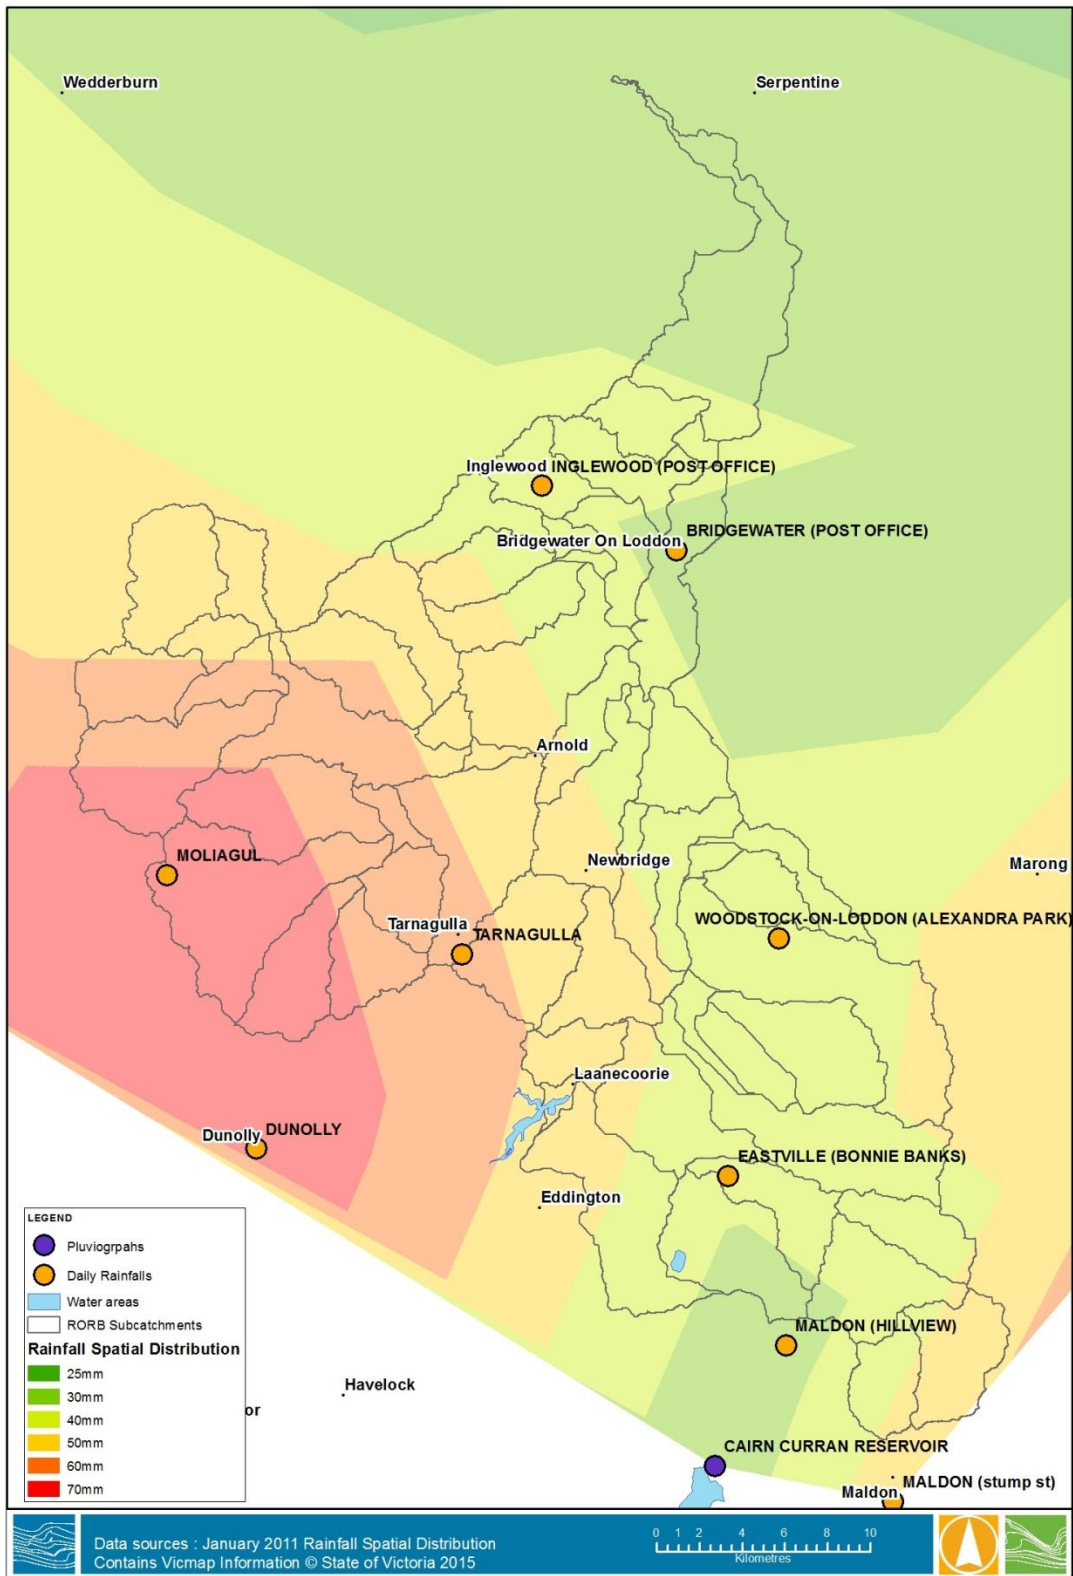 Wedderburn
Serpentine
Inglewood INGLEWOOD (POST OFFICE)
BRIDGEWATER (POST OFFICE)
Bridgewater On Loddon
Arnold
MOLIAGUL
Newbridge
Marong
WOODSTOCK-ON-LODDON (ALEXANDRA PARK)
Tarnagulla
TARNAGULLA
Laanecoorie
Dunolly DUNOLLY
EASTVILLE (BONNIE BANKS)
Eddington
MALDON (HILLVIEW)
Havelock
or
CAIRN CURRAN RESERVOIR
MALDON (stump st)
Maldon
LEGEND
Pluviogrpahs
Daily Rainfalls
Water areas
RORB Subcatchments
Rainfall Spatial Distribution
25mm
30mm
40mm
50mm
60mm
70mm
Data sources : January 2011 Rainfall Spatial Distribution
Contains Vicmap Information © State of Victoria 2015
0 1 2 4 6 8 10
Kilometres